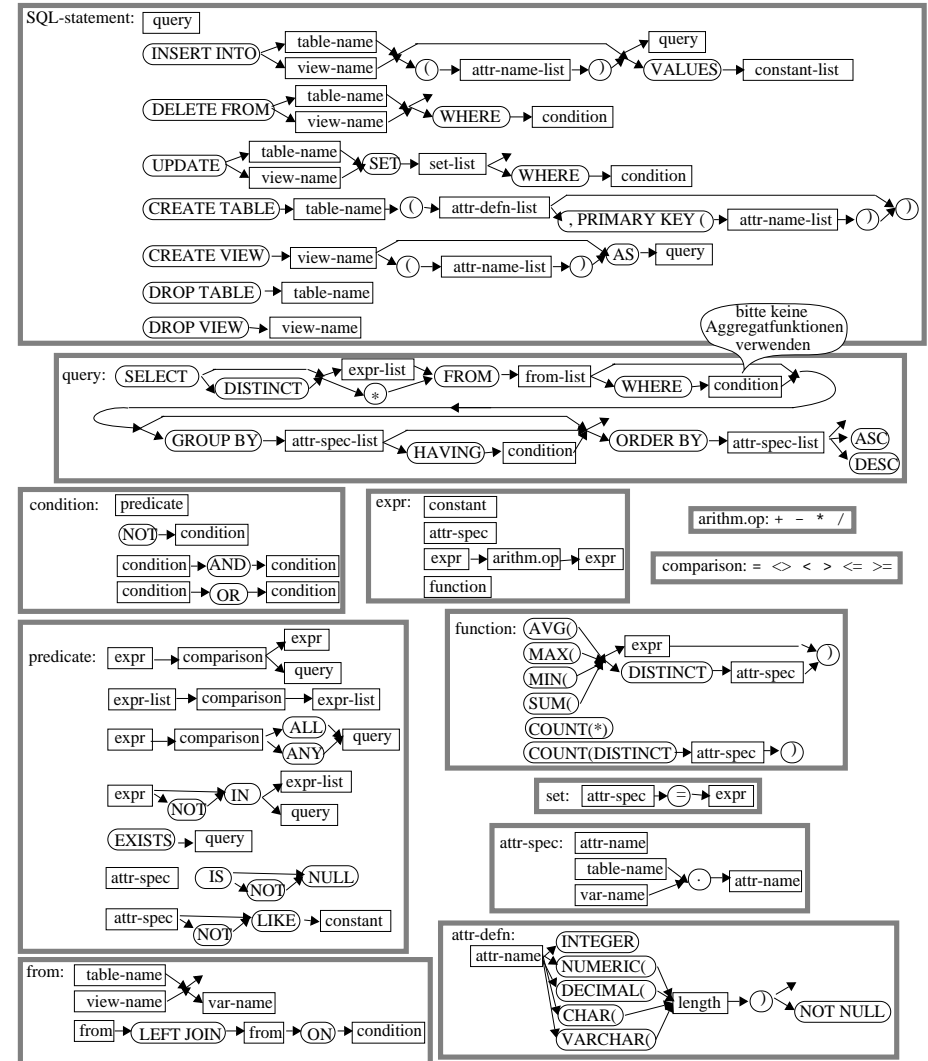 SQL-statement: query
INSERT INTO table-name view-name ( attr-name-list ) query VALUES constant-list
DELETE FROM table-name view-name WHERE condition
UPDATE table-name view-name SET set-list WHERE condition
CREATE TABLE table-name ( attr-defn-list , PRIMARY KEY ( attr-name-list ) )
CREATE VIEW view-name ( attr-name-list ) AS query
DROP TABLE table-name
DROP VIEW view-name
bitte keine
Aggregatfunktionen
verwenden
query: SELECT DISTINCT expr-list * FROM from-list WHERE condition
GROUP BY attr-spec-list HAVING condition ORDER BY attr-spec-list ASC DESC
condition: predicate
NOT condition
condition AND condition
condition OR condition
expr: constant
attr-spec
expr arithm.op expr
function
arithm.op: + - * /
comparison: = <> < > <= >=
predicate: expr comparison expr query
expr-list comparison expr-list
expr comparison ALL ANY query
expr NOT IN expr-list query
EXISTS query
attr-spec IS NOT NULL
attr-spec NOT LIKE constant
function: AVG(
MAX(
MIN(
SUM(
expr
DISTINCT attr-spec )
COUNT(*)
COUNT(DISTINCT attr-spec )
set: attr-spec = expr
attr-spec: attr-name
table-name
var-name
. attr-name
from: table-name
view-name var-name
from LEFT JOIN from ON condition
attr-defn:
attr-name
INTEGER
NUMERIC(
DECIMAL(
CHAR(
VARCHAR(
length ) NOT NULL